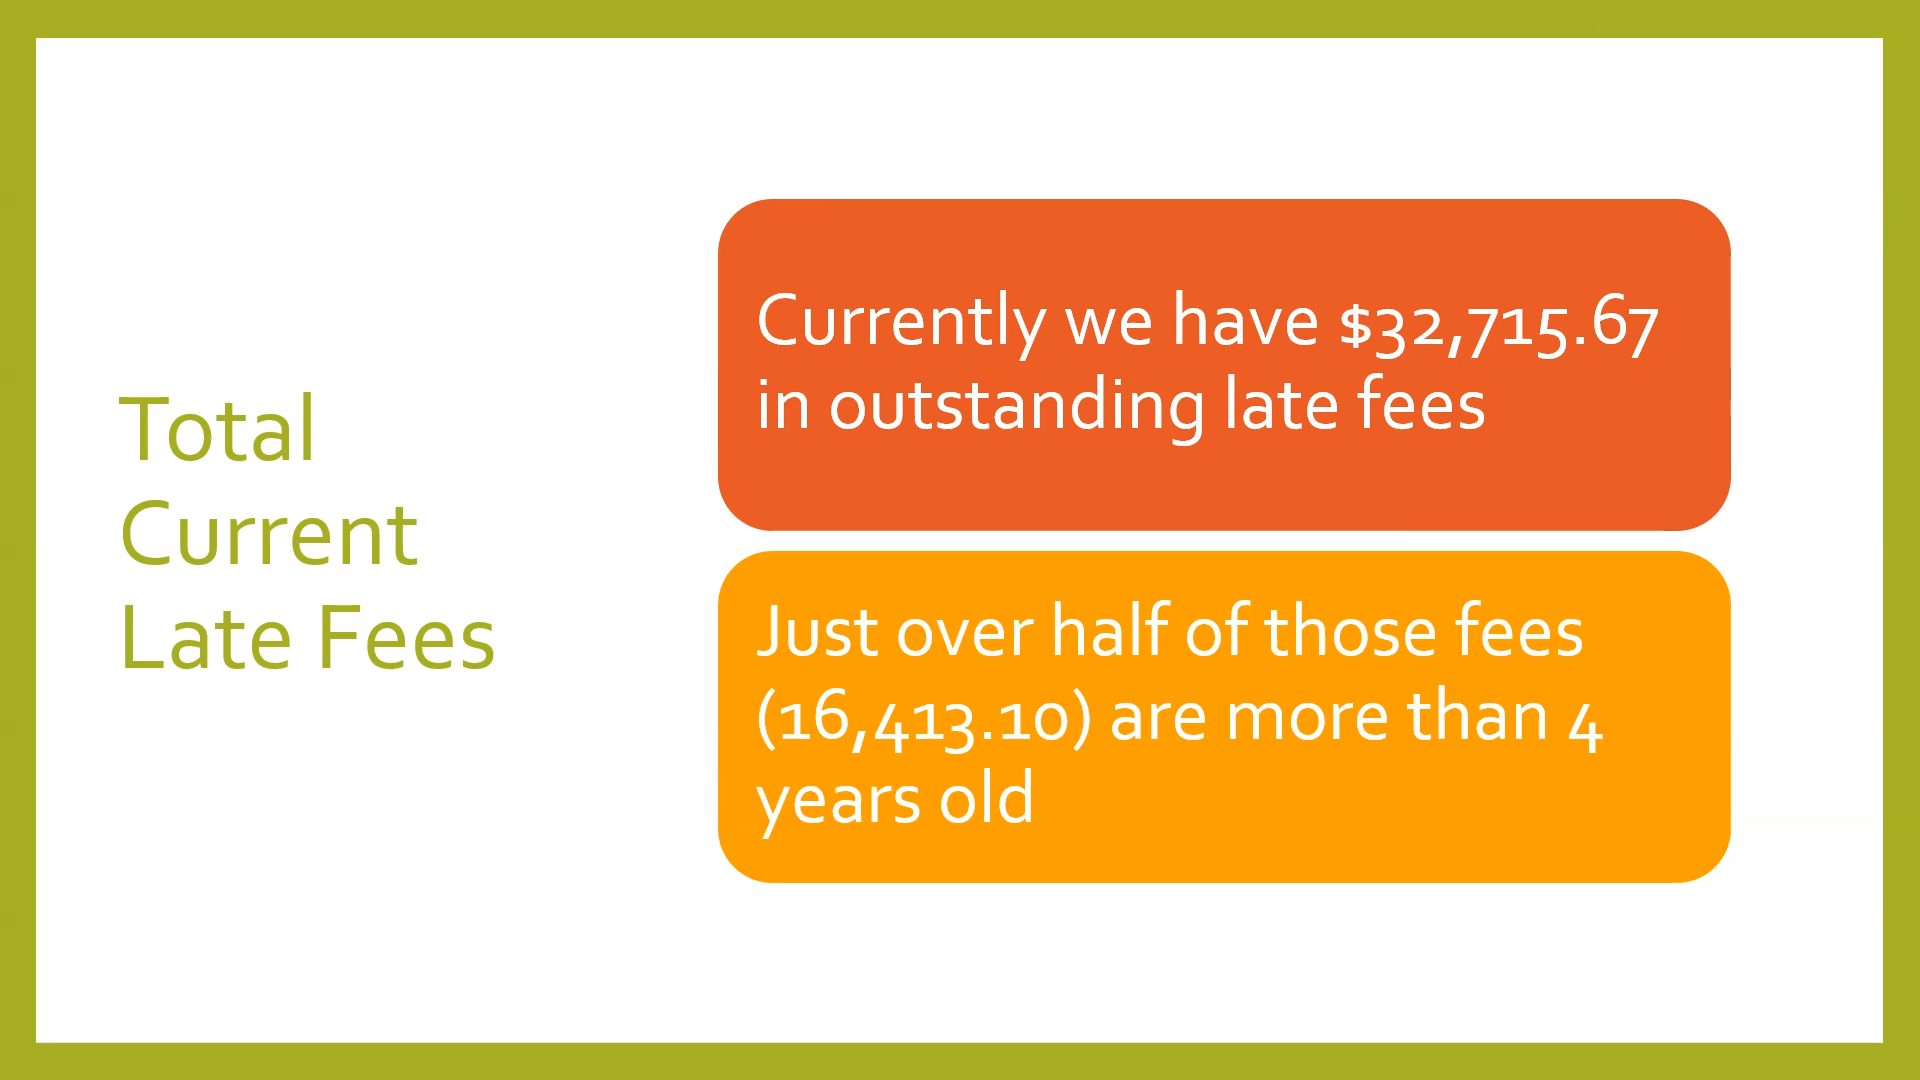 Total
Current
Late Fees
Currently we have $32,715.67
in outstanding late fees
Just over half of those fees
(16,413.10) are more than 4
years old